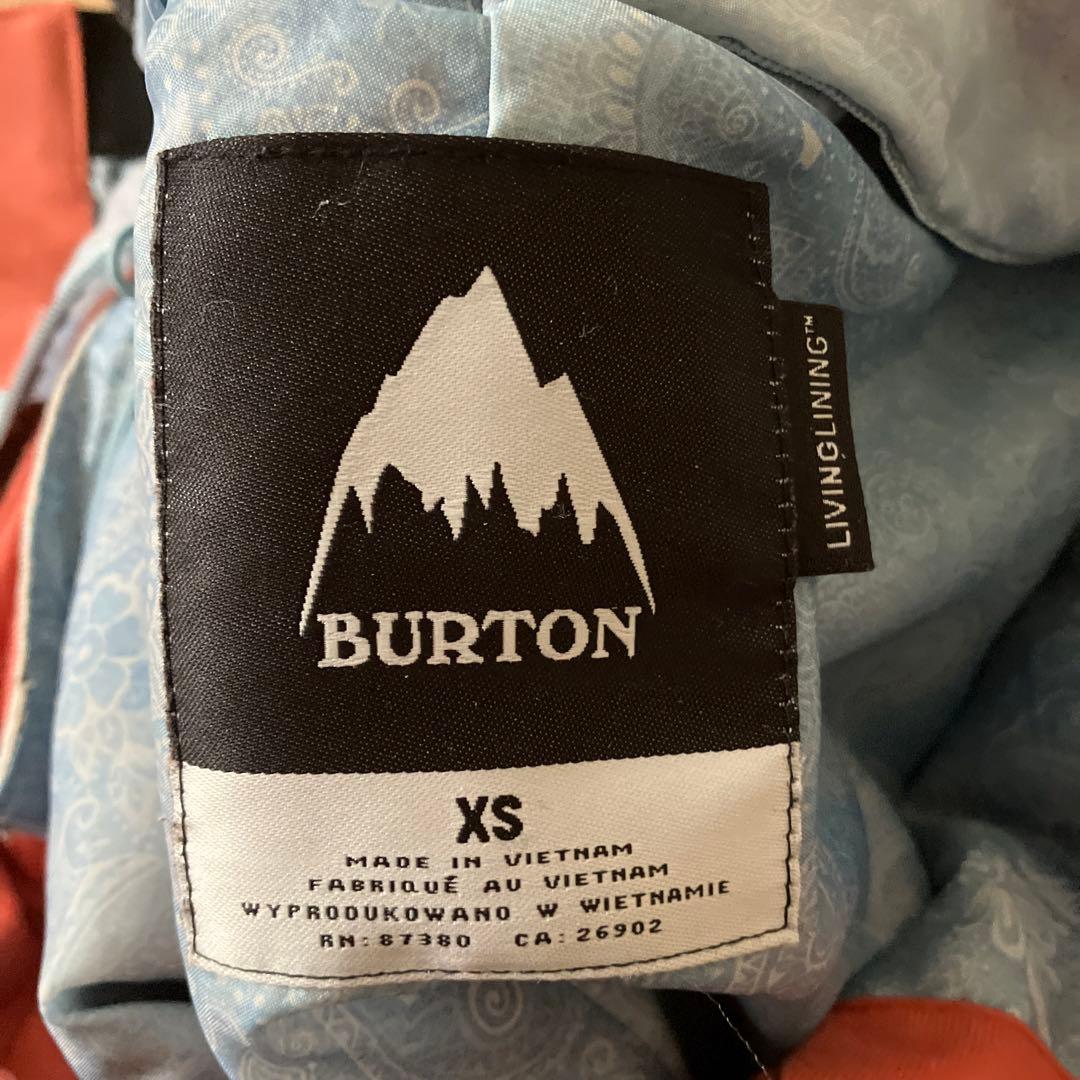 BURTON
LIVINGLINING™
XS
MADE IN VIETNAM
FABRIQUÉ AU VIETNAM
WYPRODUKOWANO W WIETNAMIE
RN: 87380 CA: 26902